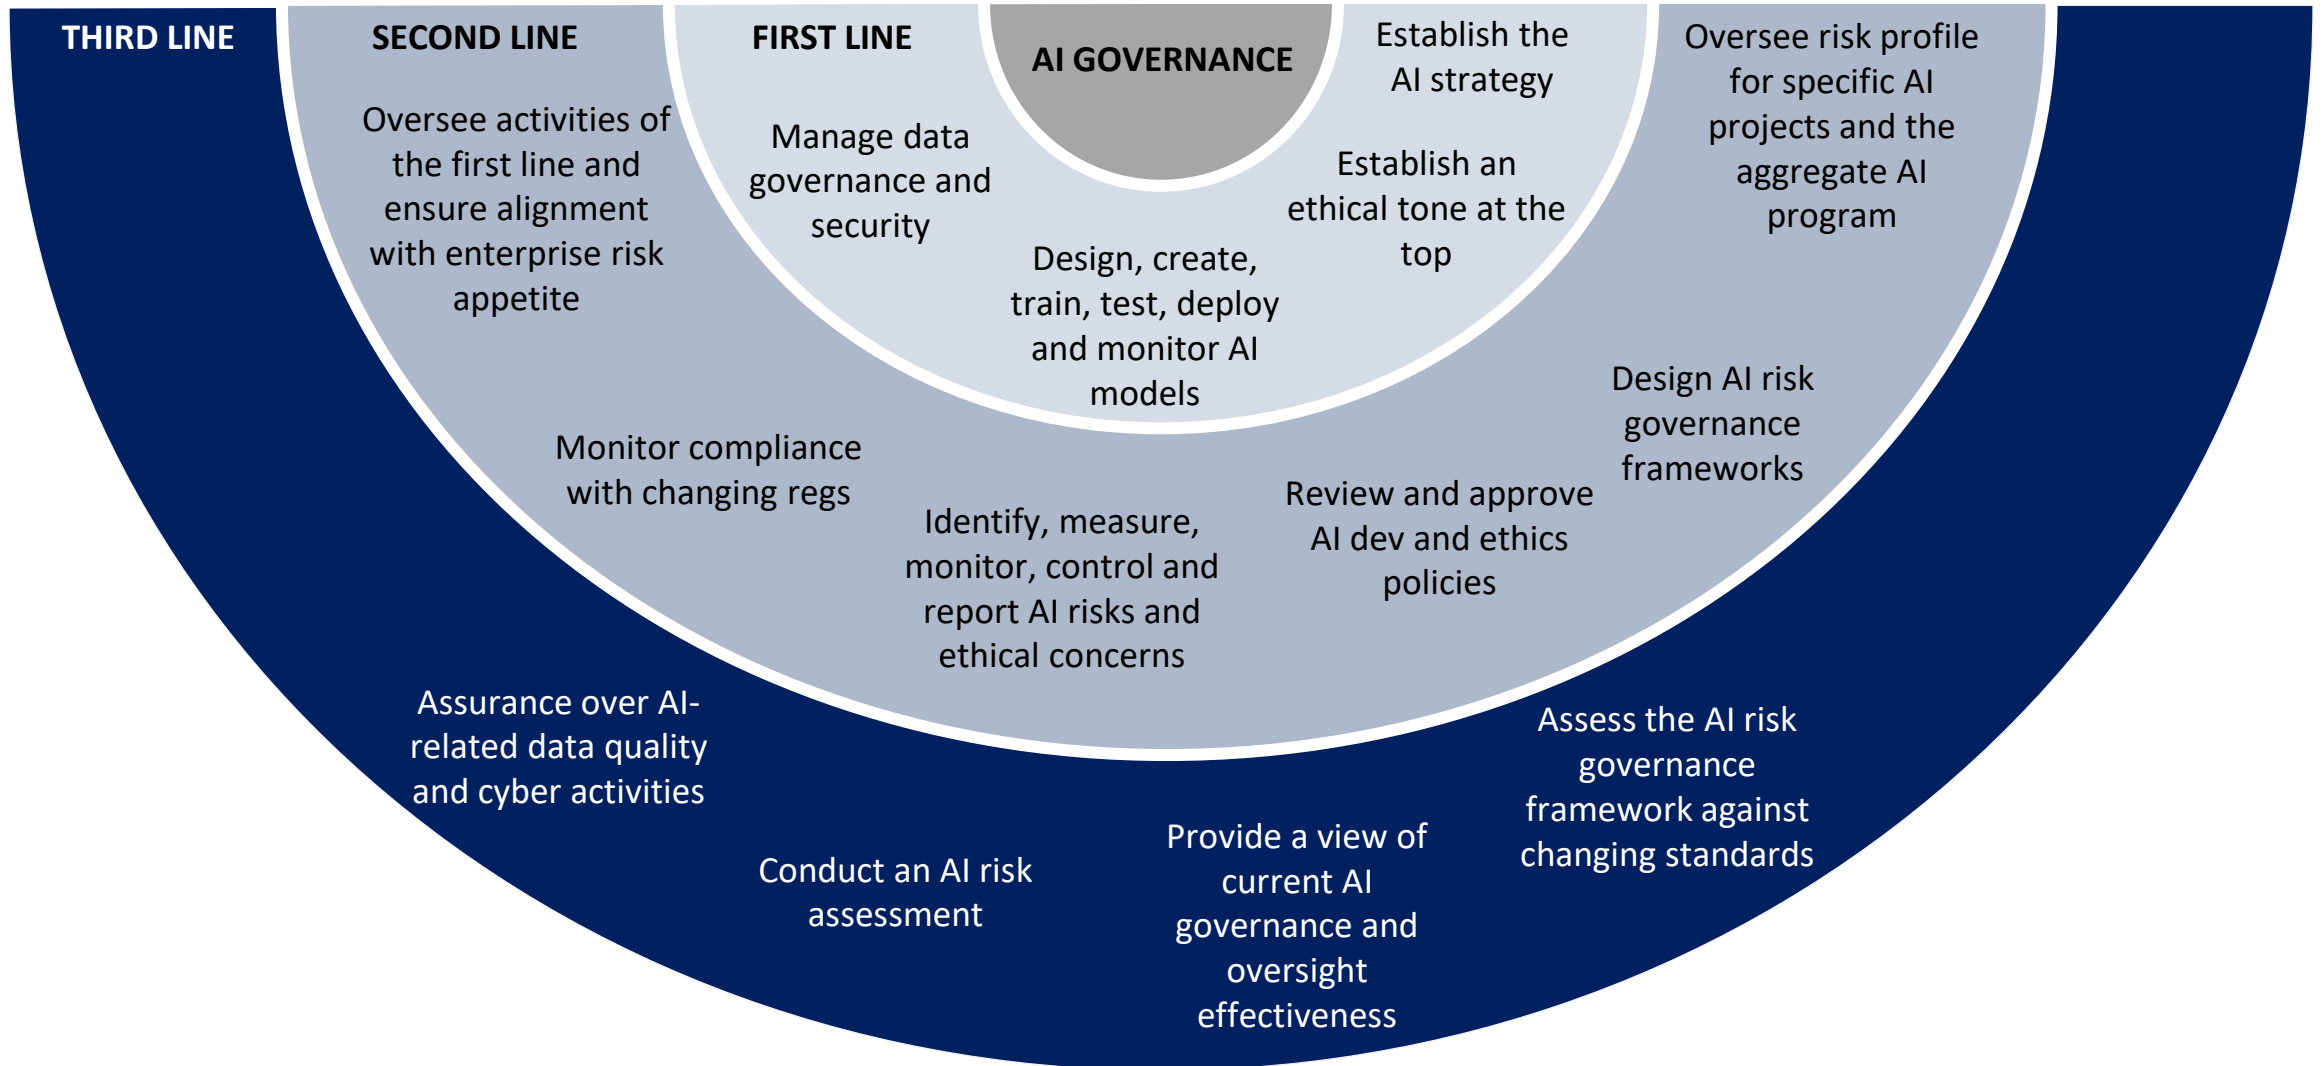 THIRD LINE
SECOND LINE
FIRST LINE
AI GOVERNANCE
Establish the
AI strategy
Establish an
ethical tone at the
top
Manage data
governance and
security
Design, create,
train, test, deploy
and monitor AI
models
Oversee activities of
the first line and
ensure alignment
with enterprise risk
appetite
Monitor compliance
with changing regs
Identify, measure,
monitor, control and
report AI risks and
ethical concerns
Review and approve
AI dev and ethics
policies
Design AI risk
governance
frameworks
Oversee risk profile
for specific AI
projects and the
aggregate AI
program
Assurance over AI-
related data quality
and cyber activities
Conduct an AI risk
assessment
Provide a view of
current AI
governance and
oversight
effectiveness
Assess the AI risk
governance
framework against
changing standards